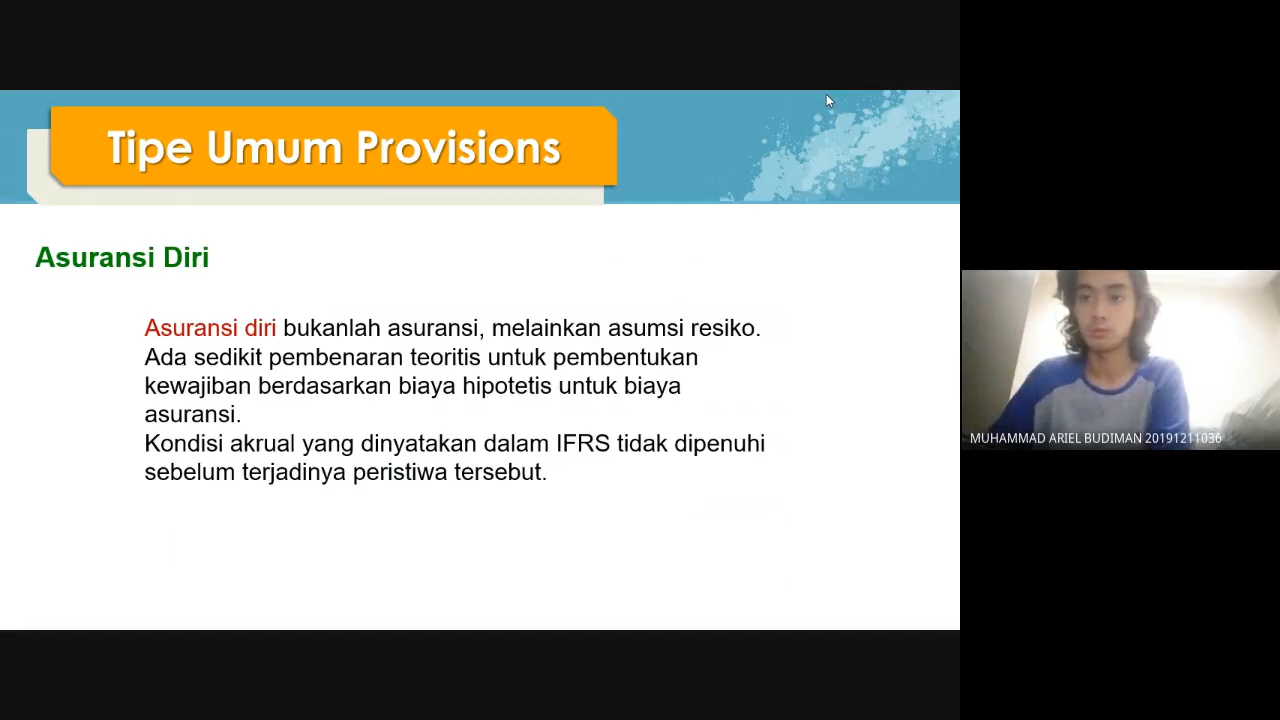 Tipe Umum Provisions
Asuransi Diri
Asuransi diri bukanlah asuransi, melainkan asumsi resiko.
Ada sedikit pembenaran teoritis untuk pembentukan
kewajiban berdasarkan biaya hipotetis untuk biaya
asuransi.
Kondisi akrual yang dinyatakan dalam IFRS tidak dipenuhi
sebelum terjadinya peristiwa tersebut.
MUHAMMAD ARIEL BUDIMAN 20191211036